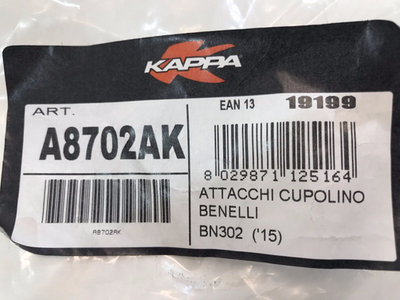 KAPPA
ART.
A8702AK
A8702AK
EAN 13 19199
8 029871 125164
ATTACCHI CUPOLINO
BENELLI
BN302 ('15)